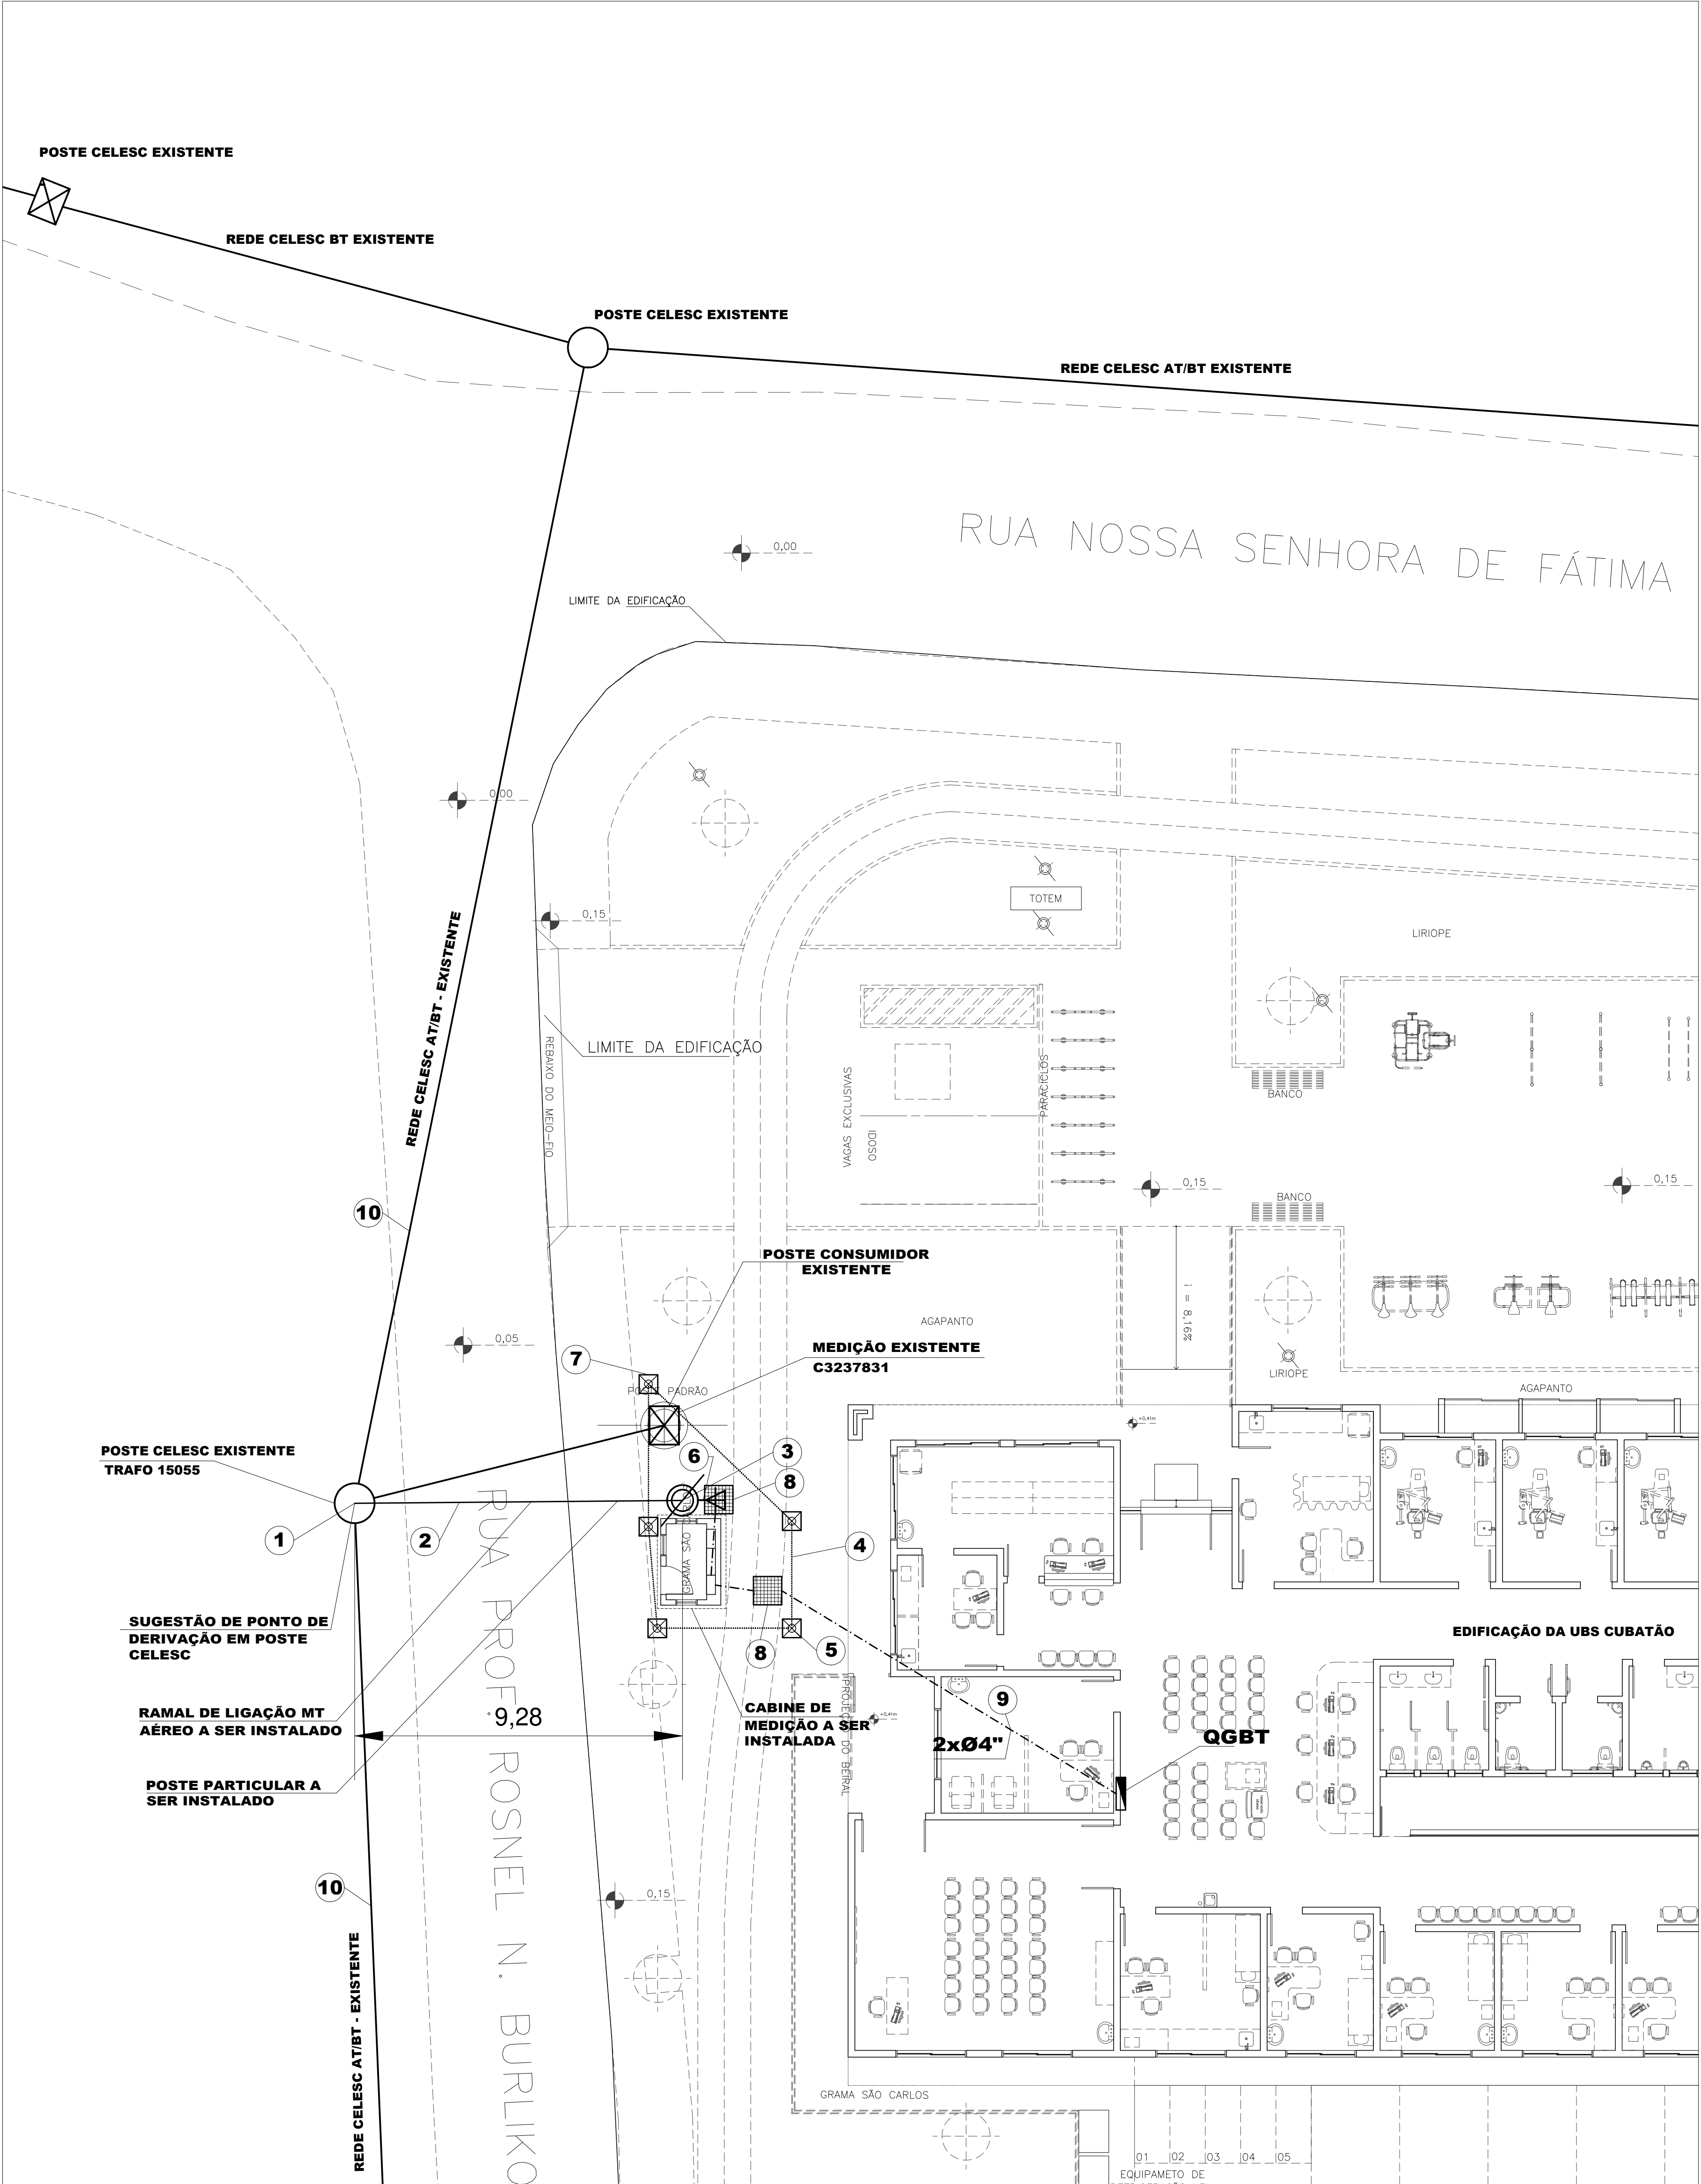 POSTE CELESC EXISTENTE
REDE CELESC BT EXISTENTE
POSTE CELESC EXISTENTE
REDE CELESC AT/BT EXISTENTE
RUA NOSSA SENHORA DE FÁTIMA
0,00
LIMITE DA EDIFICAÇÃO
0,00
0,15
TOTEM
LIRIOPE
REDE CELESC AT/BT - EXISTENTE
REBAIXO DO MEIO-FIO
LIMITE DA EDIFICAÇÃO
VAGAS EXCLUSIVAS
IDOSO
PARACICLOS
BANCO
0,15
0,15
BANCO
10
POSTE CONSUMIDOR
EXISTENTE
i = 8,16%
AGAPANTO
0,05
MEDIÇÃO EXISTENTE
C3237831
7
LIRIOPE
AGAPANTO
PADRÃO
+0,41m
POSTE CELESC EXISTENTE
TRAFO 15055
6
3
8
1
2
4
GRAMA SÃO
SUGESTÃO DE PONTO DE
DERIVAÇÃO EM POSTE
CELESC
8
5
EDIFICAÇÃO DA UBS CUBATÃO
RAMAL DE LIGAÇÃO MT
AÉREO A SER INSTALADO
9,28
CABINE DE
MEDIÇÃO A SER
INSTALADA
PROJEÇÃO DO BEIRAL
+0,41m
9
2xØ4"
QGBT
POSTE PARTICULAR A
SER INSTALADO
RUA PROF. ROSNEL N. BURLIKO
10
0,15
REDE CELESC AT/BT - EXISTENTE
GRAMA SÃO CARLOS
01 02 03 04 05
EQUIPAMETO DE